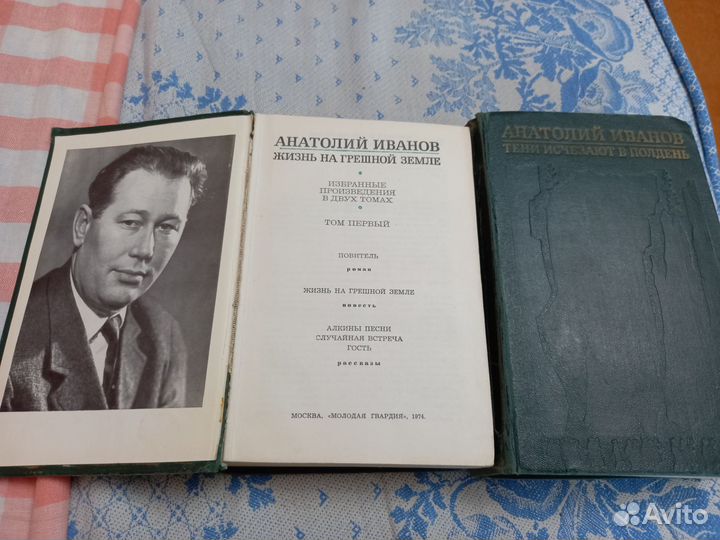 АНАТОЛИЙ ИВАНОВ
ЖИЗНЬ НА ГРЕШНОЙ ЗЕМЛЕ
ИЗБРАННЫЕ
ПРОИЗВЕДЕНИЯ
В ДВУХ ТОМАХ
ТОМ ПЕРВЫЙ
ПОВИТЕЛЬ
роман
ЖИЗНЬ НА ГРЕШНОЙ ЗЕМЛЕ
повесть
АЛКИНЫ ПЕСНИ
СЛУЧАЙНАЯ ВСТРЕЧА
ГОСТЬ
рассказы
МОСКВА, «МОЛОДАЯ ГВАРДИЯ», 1974.
АНАТОЛИЙ ИВАНОВ
ТЕНИ ИСЧЕЗАЮТ В ПОЛДЕНЬ
Avito